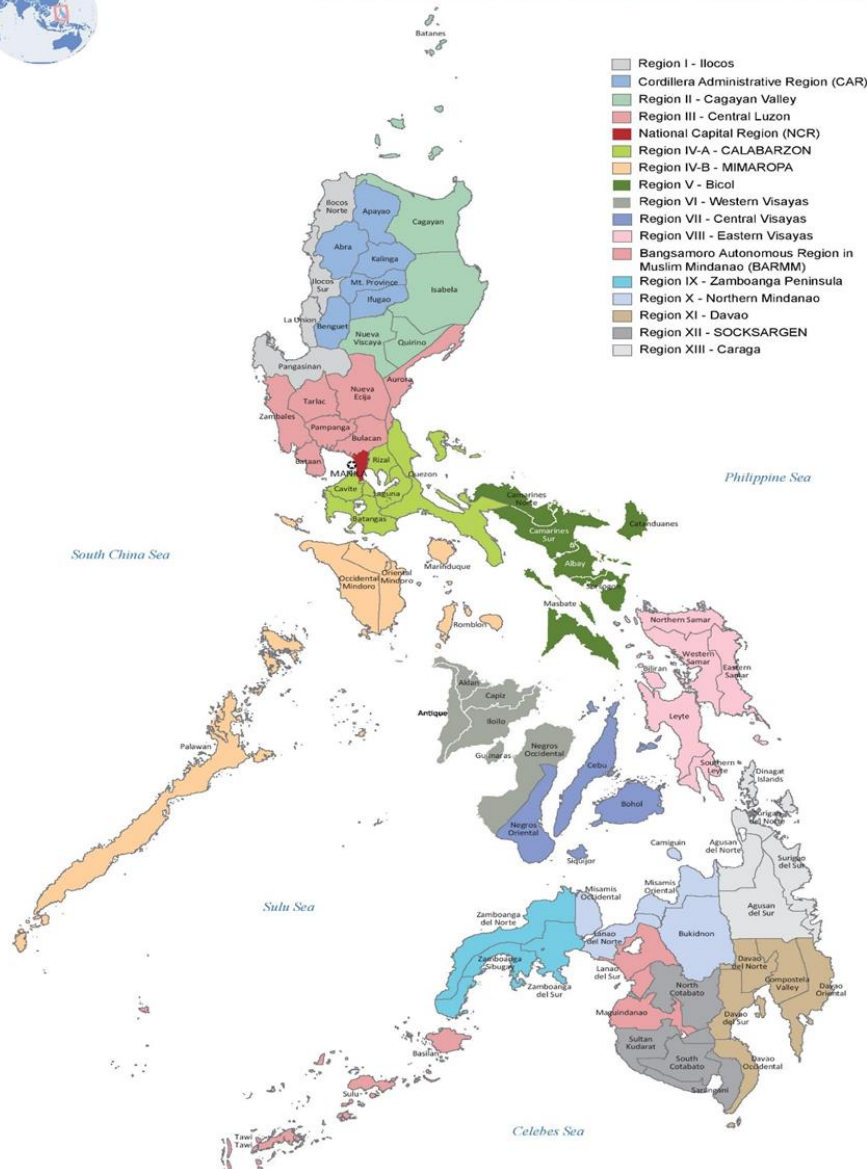 Batanes
Region I - Ilocos
Cordillera Administrative Region (CAR)
Region II - Cagayan Valley
Region III - Central Luzon
National Capital Region (NCR)
Region IV-A - CALABARZON
Region IV-B - MIMAROPA
Region V - Bicol
Region VI - Western Visayas
Region VII - Central Visayas
Region VIII - Eastern Visayas
Bangsamoro Autonomous Region in
Muslim Mindanao (BARMM)
Region IX - Zamboanga Peninsula
Region X - Northern Mindanao
Region XI - Davao
Region XII - SOCKSARGEN
Region XIII - Caraga
Ilocos
Norte
Apayao
Cagayan
Abra
Kalinga
Ilocos
Sur
Mt. Province
Isabela
Ifugao
La Union
Benguet
Nueva
Viscaya
Quirino
Pangasinan
Aurora
Nueva
Ecija
Tarlac
Zambales
Pampanga
Bulacan
Bataan
Rizal
MANILA
Quezon
Cavite
Laguna
Batangas
Philippine Sea
Camarines
Norte
Catanduanes
Camarines
Sur
South China Sea
Marinduque
Albay
Occidental
Mindoro
Oriental
Mindoro
Sorsogon
Masbate
Romblon
Northern Samar
Western
Samar
Eastern
Samar
Biliran
Aklan
Capiz
Antique
Iloilo
Leyte
Palawan
Guimaras
Negros
Occidental
Cebu
Southern
Leyte
Dinagat
Islands
Bohol
Surigao
del Norte
Negros
Oriental
Siquijor
Camiguin
Agusan
del Norte
Surigao
del Sur
Sulu Sea
Misamis
Occidental
Misamis
Oriental
Agusan
del Sur
Zamboanga
del Norte
Lanao
del Norte
Bukidnon
Zamboanga
Sibugay
Lanao
del Sur
Davao
del Norte
Compostela
Valley
Davao
Oriental
Zamboanga
del Sur
North
Cotabato
Maguindanao
Davao
del Sur
Basilan
Sultan
Kudarat
South
Cotabato
Davao
Occidental
Sarangani
Sulu
Tawi
Tawi
Celebes Sea